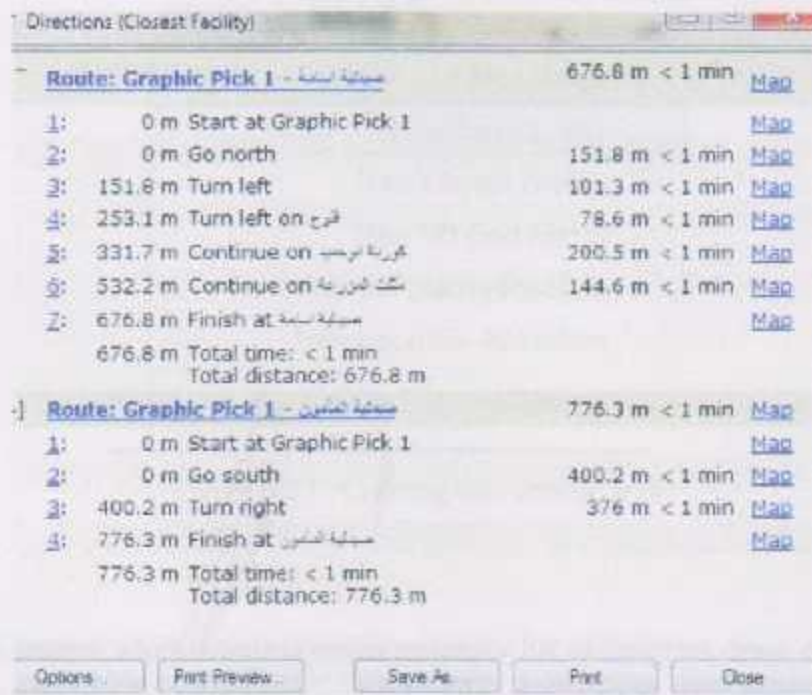 Directions (Closest Facility)
Route: Graphic Pick 1 - صيدلية 676.8 m < 1 min Map
1: 0 m Start at Graphic Pick 1 Map
2: 0 m Go north 151.8 m < 1 min Map
3: 151.8 m Turn left 101.3 m < 1 min Map
4: 253.1 m Turn left on 78.6 m < 1 min Map
5: 331.7 m Continue on 200.5 m < 1 min Map
6: 532.2 m Continue on مثلث 144.6 m < 1 min Map
7: 676.8 m Finish at صيدلية Map
676.8 m Total time: < 1 min
Total distance: 676.8 m
Route: Graphic Pick 1 - صيدلية المأمون 776.3 m < 1 min Map
1: 0 m Start at Graphic Pick 1 Map
2: 0 m Go south 400.2 m < 1 min Map
3: 400.2 m Turn right 376 m < 1 min Map
4: 776.3 m Finish at صيدلية المأمون Map
776.3 m Total time: < 1 min
Total distance: 776.3 m
Options... Print Preview... Save As... Print Close